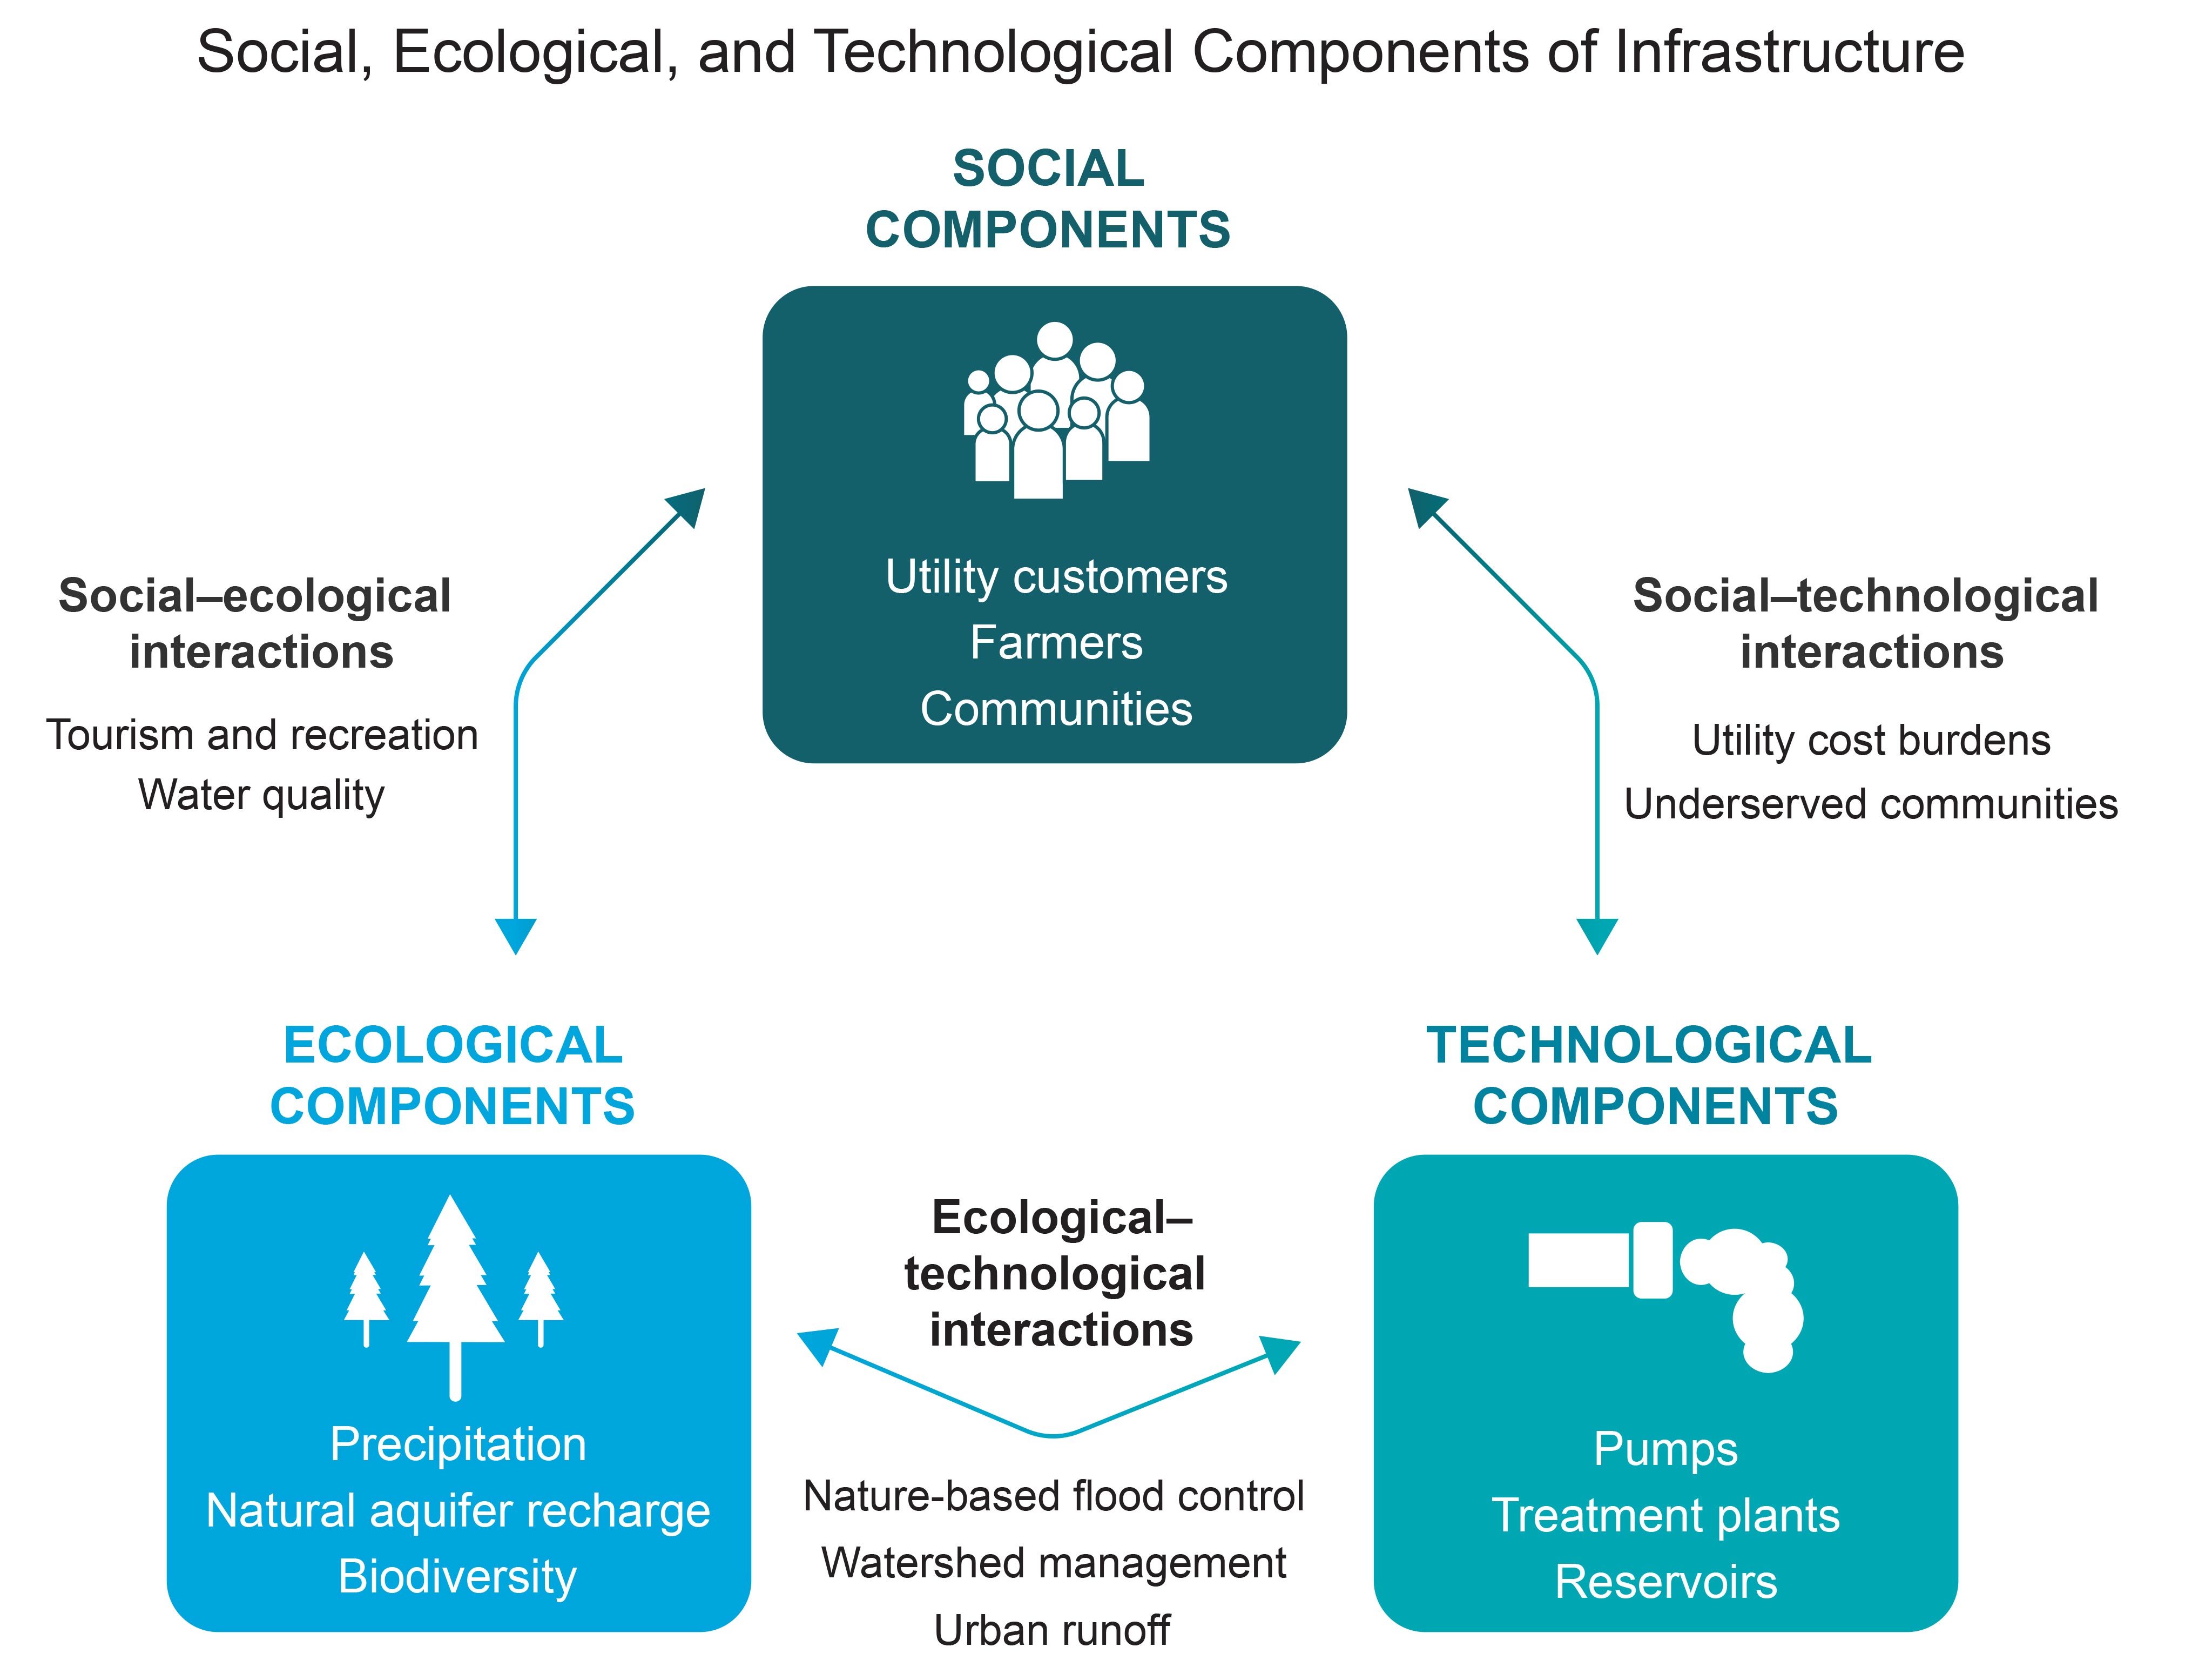 Social, Ecological, and Technological Components of Infrastructure
SOCIAL
COMPONENTS
Utility customers
Farmers
Communities
Social–ecological
interactions
Tourism and recreation
Water quality
Social–technological
interactions
Utility cost burdens
Underserved communities
ECOLOGICAL
COMPONENTS
Precipitation
Natural aquifer recharge
Biodiversity
Ecological–
technological
interactions
Nature-based flood control
Watershed management
Urban runoff
TECHNOLOGICAL
COMPONENTS
Pumps
Treatment plants
Reservoirs